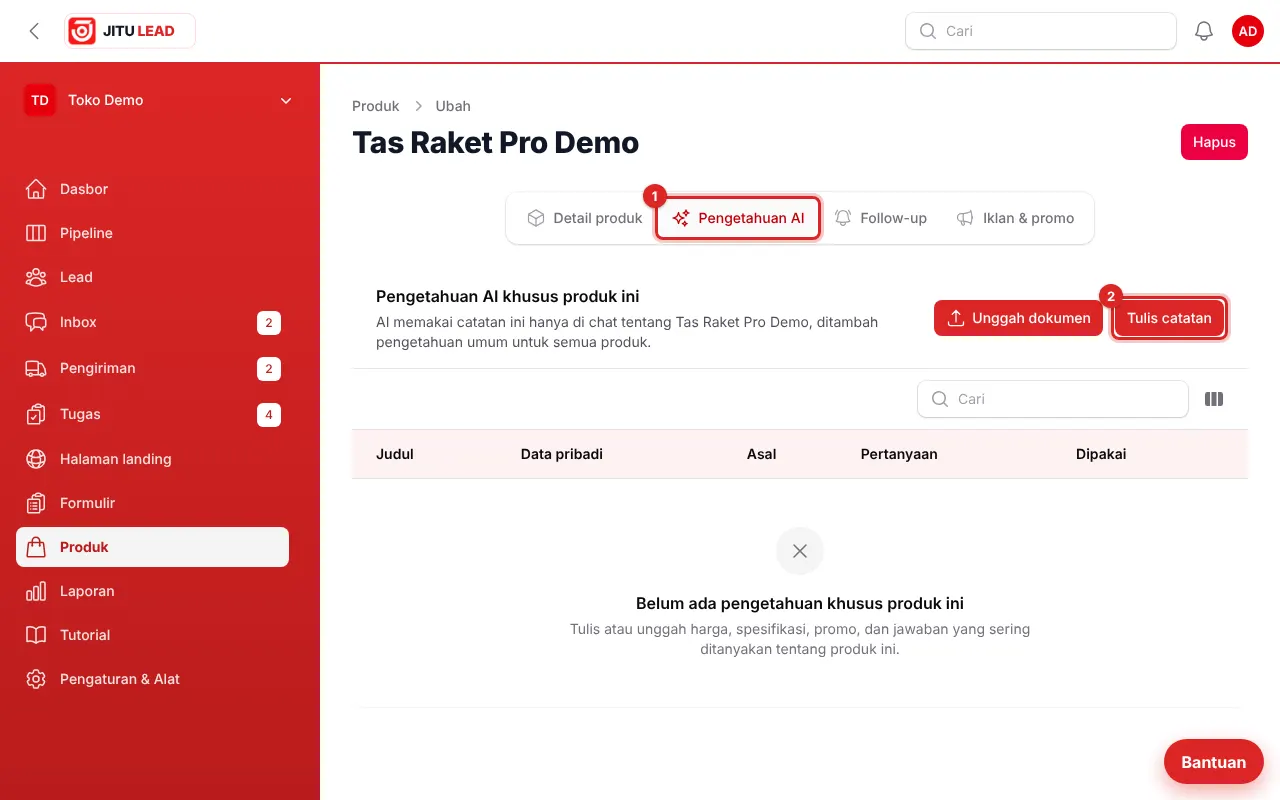 JITU LEAD
Cari
AD
TD
Toko Demo
Dasbor
Pipeline
Lead
Inbox
2
Pengiriman
2
Tugas
4
Halaman landing
Formulir
Produk
Laporan
Tutorial
Pengaturan & Alat
Produk > Ubah
Tas Raket Pro Demo
Hapus
1
Detail produk
Pengetahuan AI
Follow-up
Iklan & promo
Pengetahuan AI khusus produk ini
AI memakai catatan ini hanya di chat tentang Tas Raket Pro Demo, ditambah
pengetahuan umum untuk semua produk.
Unggah dokumen
2
Tulis catatan
Cari
Judul
Data pribadi
Asal
Pertanyaan
Dipakai
Belum ada pengetahuan khusus produk ini
Tulis atau unggah harga, spesifikasi, promo, dan jawaban yang sering
ditanyakan tentang produk ini.
Bantuan